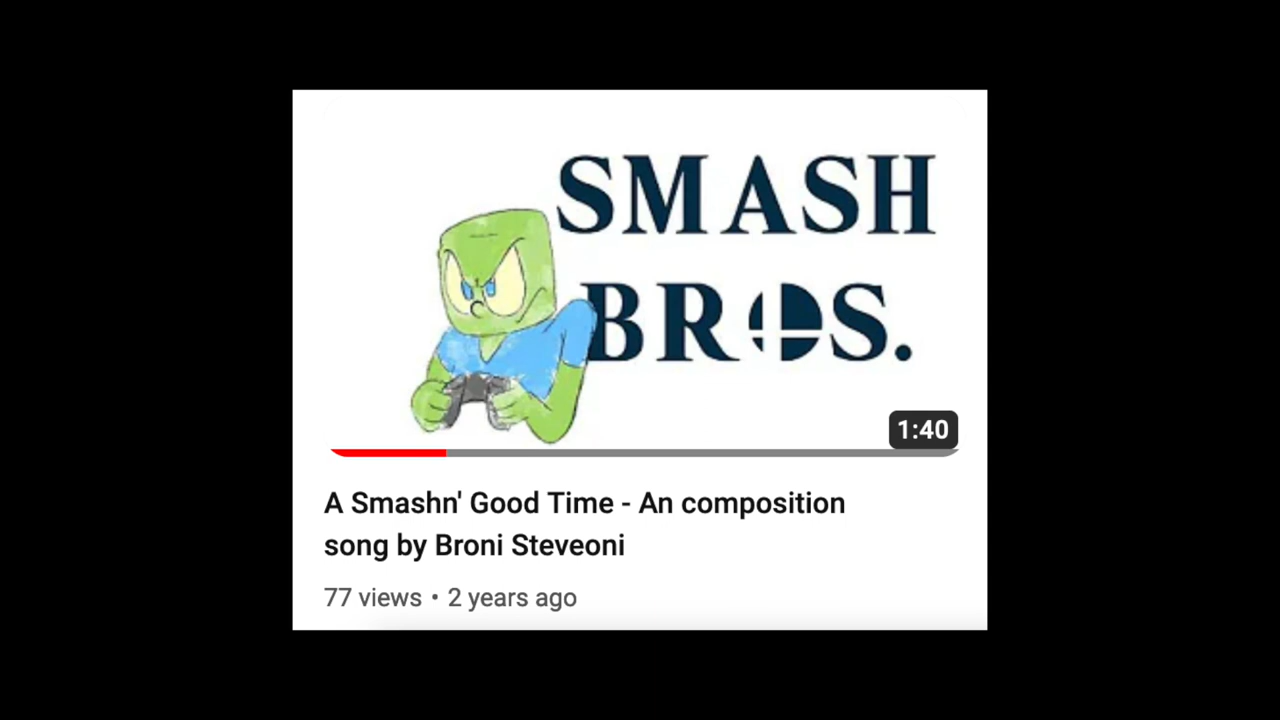 SMASH
BROS.
1:40
A Smashn' Good Time - An composition
song by Broni Steveoni
77 views • 2 years ago